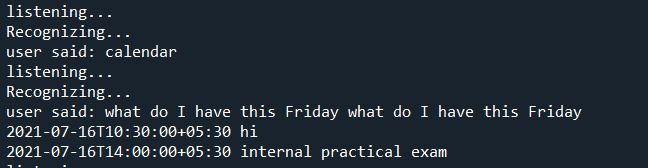 listening...
Recognizing...
user said: calendar
listening...
Recognizing...
user said: what do I have this Friday what do I have this Friday
2021-07-16T10:30:00+05:30 hi
2021-07-16T14:00:00+05:30 internal practical exam
listening...